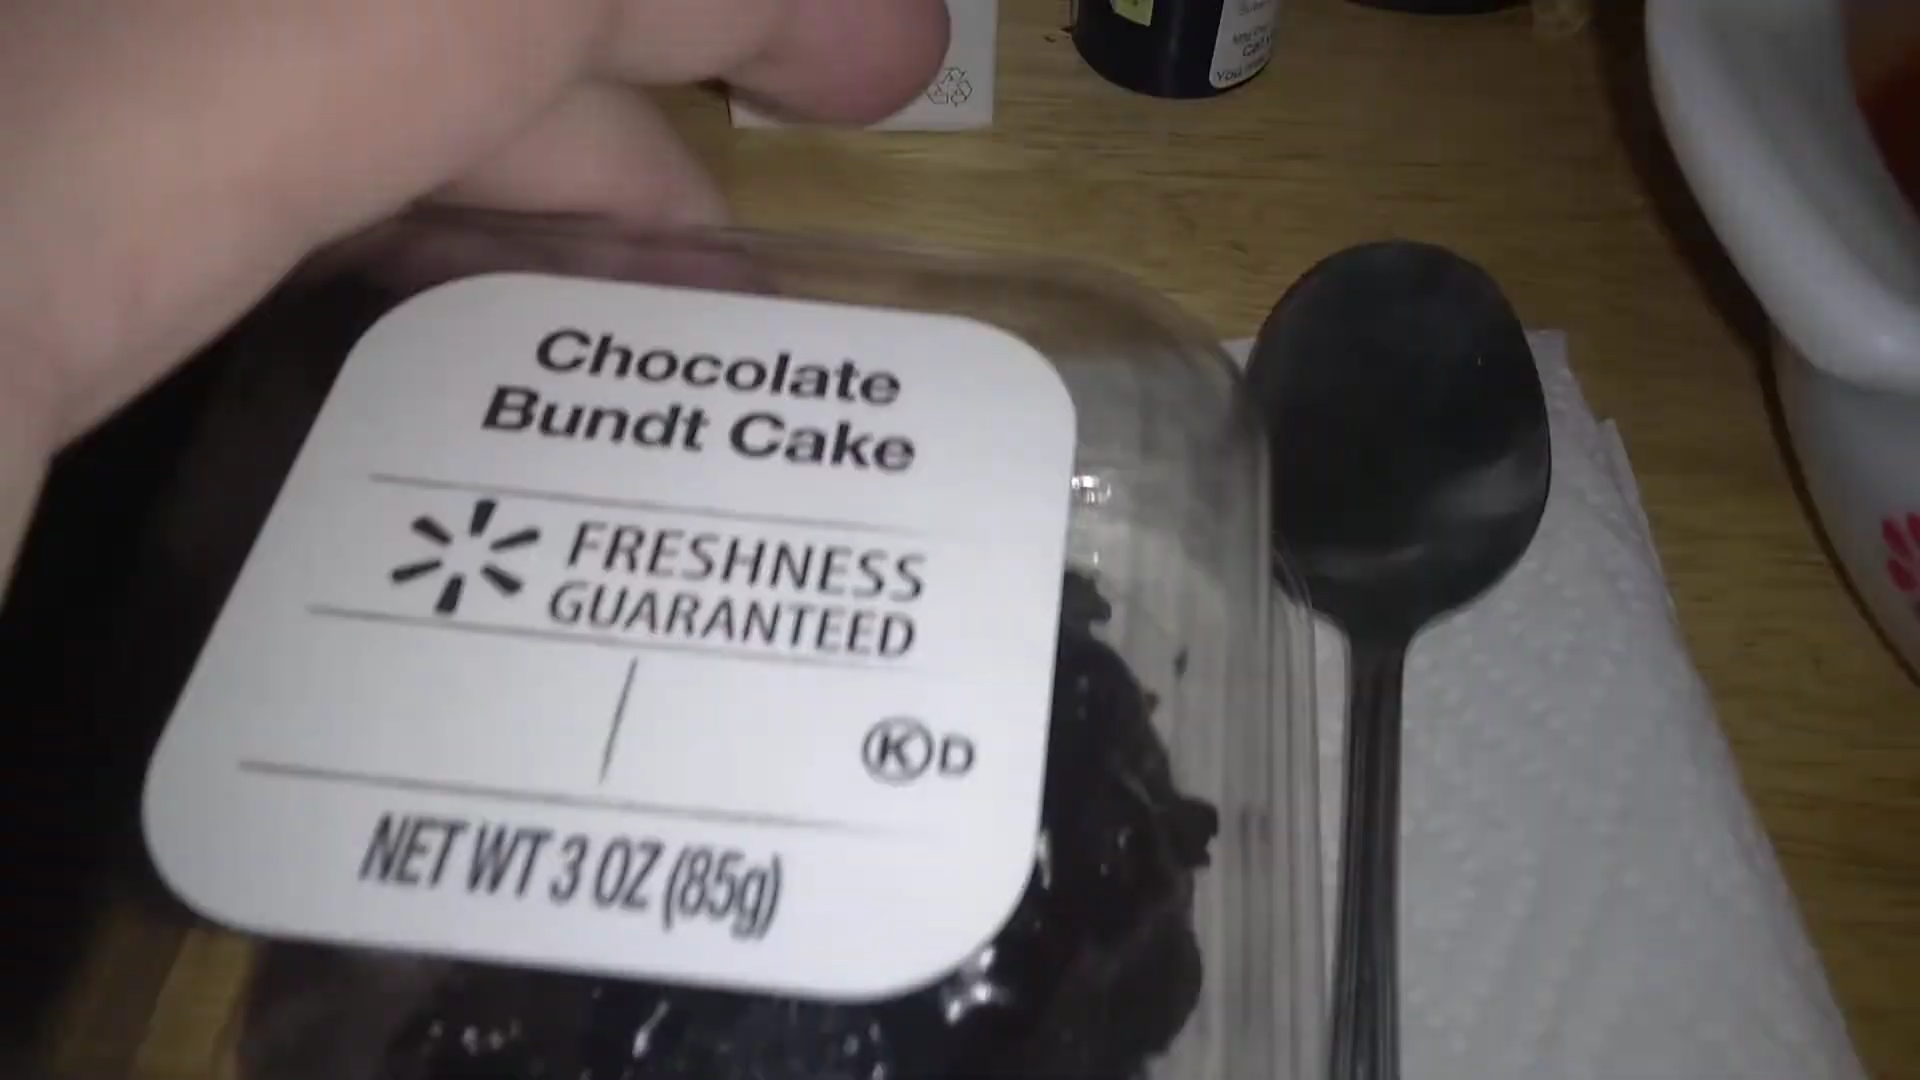 Chocolate
Bundt Cake
FRESHNESS
GUARANTEED
K D
NET WT 3 OZ (85g)